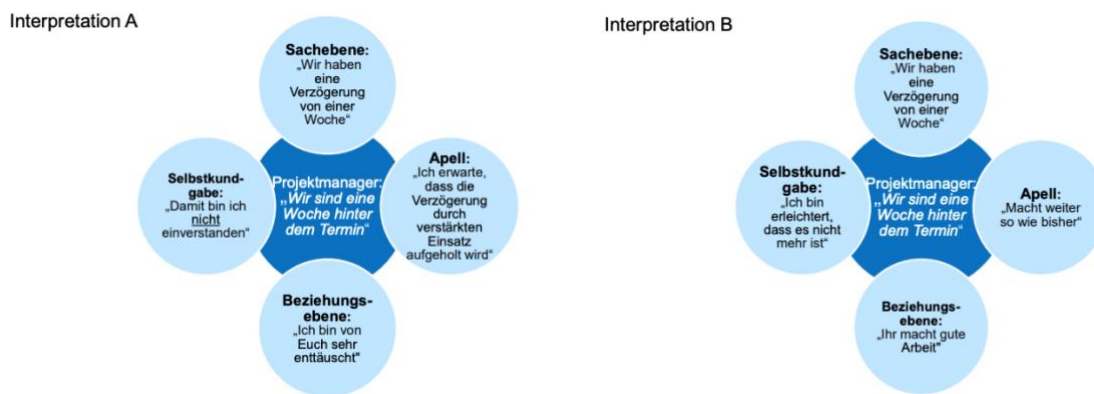 Interpretation A
Sachebene:
„Wir haben
eine
Verzögerung
von einer
Woche“
Selbstkund-
gabe:
„Damit bin ich
nicht
einverstanden“
Projektmanager:
„Wir sind eine
Woche hinter
dem Termin“
Apell:
„Ich erwarte,
dass die
Verzögerung
durch
verstärkten
Einsatz
aufgeholt wird“
Beziehungs-
ebene:
„Ich bin von
Euch sehr
enttäuscht“
Interpretation B
Sachebene:
„Wir haben
eine
Verzögerung
von einer
Woche“
Selbstkund-
gabe:
„Ich bin
erleichtert,
dass es nicht
mehr ist“
Projektmanager:
„Wir sind eine
Woche hinter
dem Termin“
Apell:
„Macht weiter
so wie bisher“
Beziehungs-
ebene:
„Ihr macht gute
Arbeit“